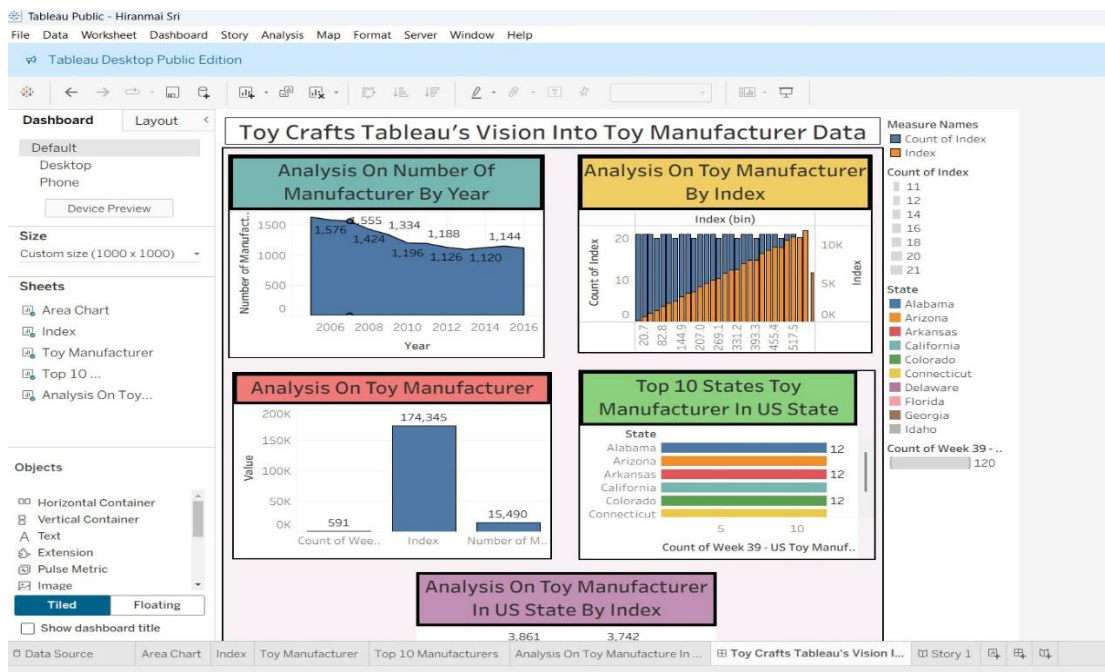 Tableau Public - Hiranmai Sri
File Data Worksheet Dashboard Story Analysis Map Format Server Window Help
Tableau Desktop Public Edition
Dashboard Layout
Default
Desktop
Phone
Device Preview
Size
Custom size (1000 x 1000)
Sheets
Area Chart
Index
Toy Manufacturer
Top 10 ...
Analysis On Toy...
Objects
Horizontal Container
Vertical Container
Text
Extension
Pulse Metric
Image
Tiled Floating
Show dashboard title
Toy Crafts Tableau's Vision Into Toy Manufacturer Data
Analysis On Number Of
Manufacturer By Year
Number of Manufact..
1500
1000
500
0
1,576 1,555 1,424 1,334 1,196 1,188 1,126 1,120 1,144
2006 2008 2010 2012 2014 2016
Year
Analysis On Toy Manufacturer
By Index
Index (bin)
Count of Index
20
10
0
10K
5K
0K
Index
20.7 82.8 144.9 207.0 269.1 331.2 393.3 455.4 517.5
Analysis On Toy Manufacturer
Value
200K
150K
100K
50K
0K
591 174,345 15,490
Count of Wee.. Index Number of M..
Top 10 States Toy
Manufacturer In US State
State
Alabama 12
Arizona
Arkansas 12
California
Colorado 12
Connecticut
5 10
Count of Week 39 - US Toy Manuf..
Analysis On Toy Manufacturer
In US State By Index
3,861 3,742
Measure Names
Count of Index
Index
Count of Index
11
12
14
16
18
20
21
State
Alabama
Arizona
Arkansas
California
Colorado
Connecticut
Delaware
Florida
Georgia
Idaho
Count of Week 39 - ..
120
Data Source Area Chart Index Toy Manufacturer Top 10 Manufacturers Analysis On Toy Manufacture In ... Toy Crafts Tableau's Vision I... Story 1